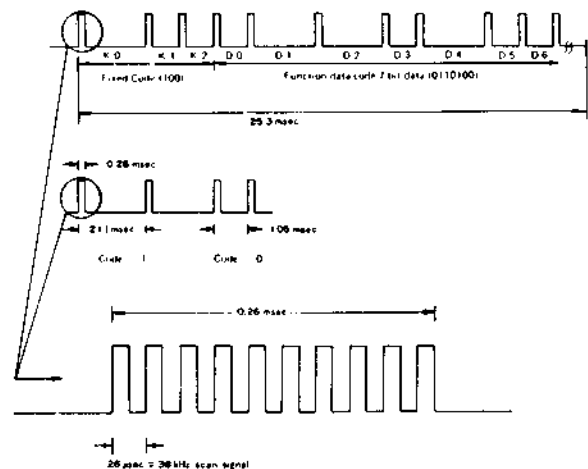 K 0 K 1 K 2 D 0 D 1 D 2 D 3 D 4 D 5 D 6
Fixed Code (100) Function data code 7 bit data (0110100)
25.3 msec
0.26 msec
2.11 msec 1.05 msec
Code 1 Code 0
0.26 msec
26 µsec = 38 kHz scan signal